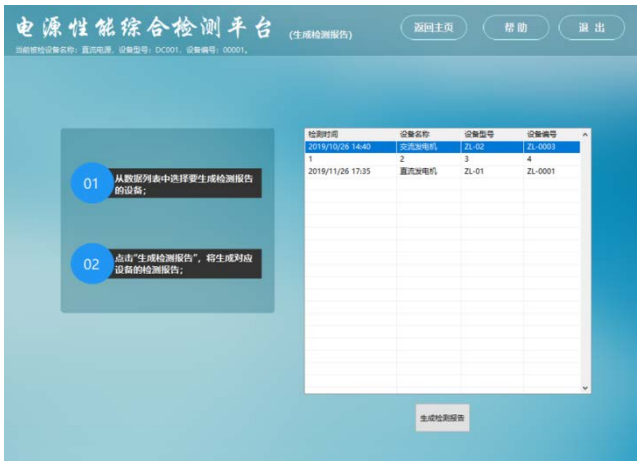 电源性能综合检测平台 (生成检测报告) 返回主页 帮助 退出
当前被检设备名称：直流电源，设备型号：DC001，设备编号：00001。
检测时间 设备名称 设备型号 设备编号
2019/10/26 14:40 交流发电机 ZL-02 ZL-0003
1 2 3 4
2019/11/26 17:35 直流发电机 ZL-01 ZL-0001
01 从数据列表中选择要生成检测报告
的设备;
02 点击“生成检测报告”，将生成对应
设备的检测报告;
生成检测报告